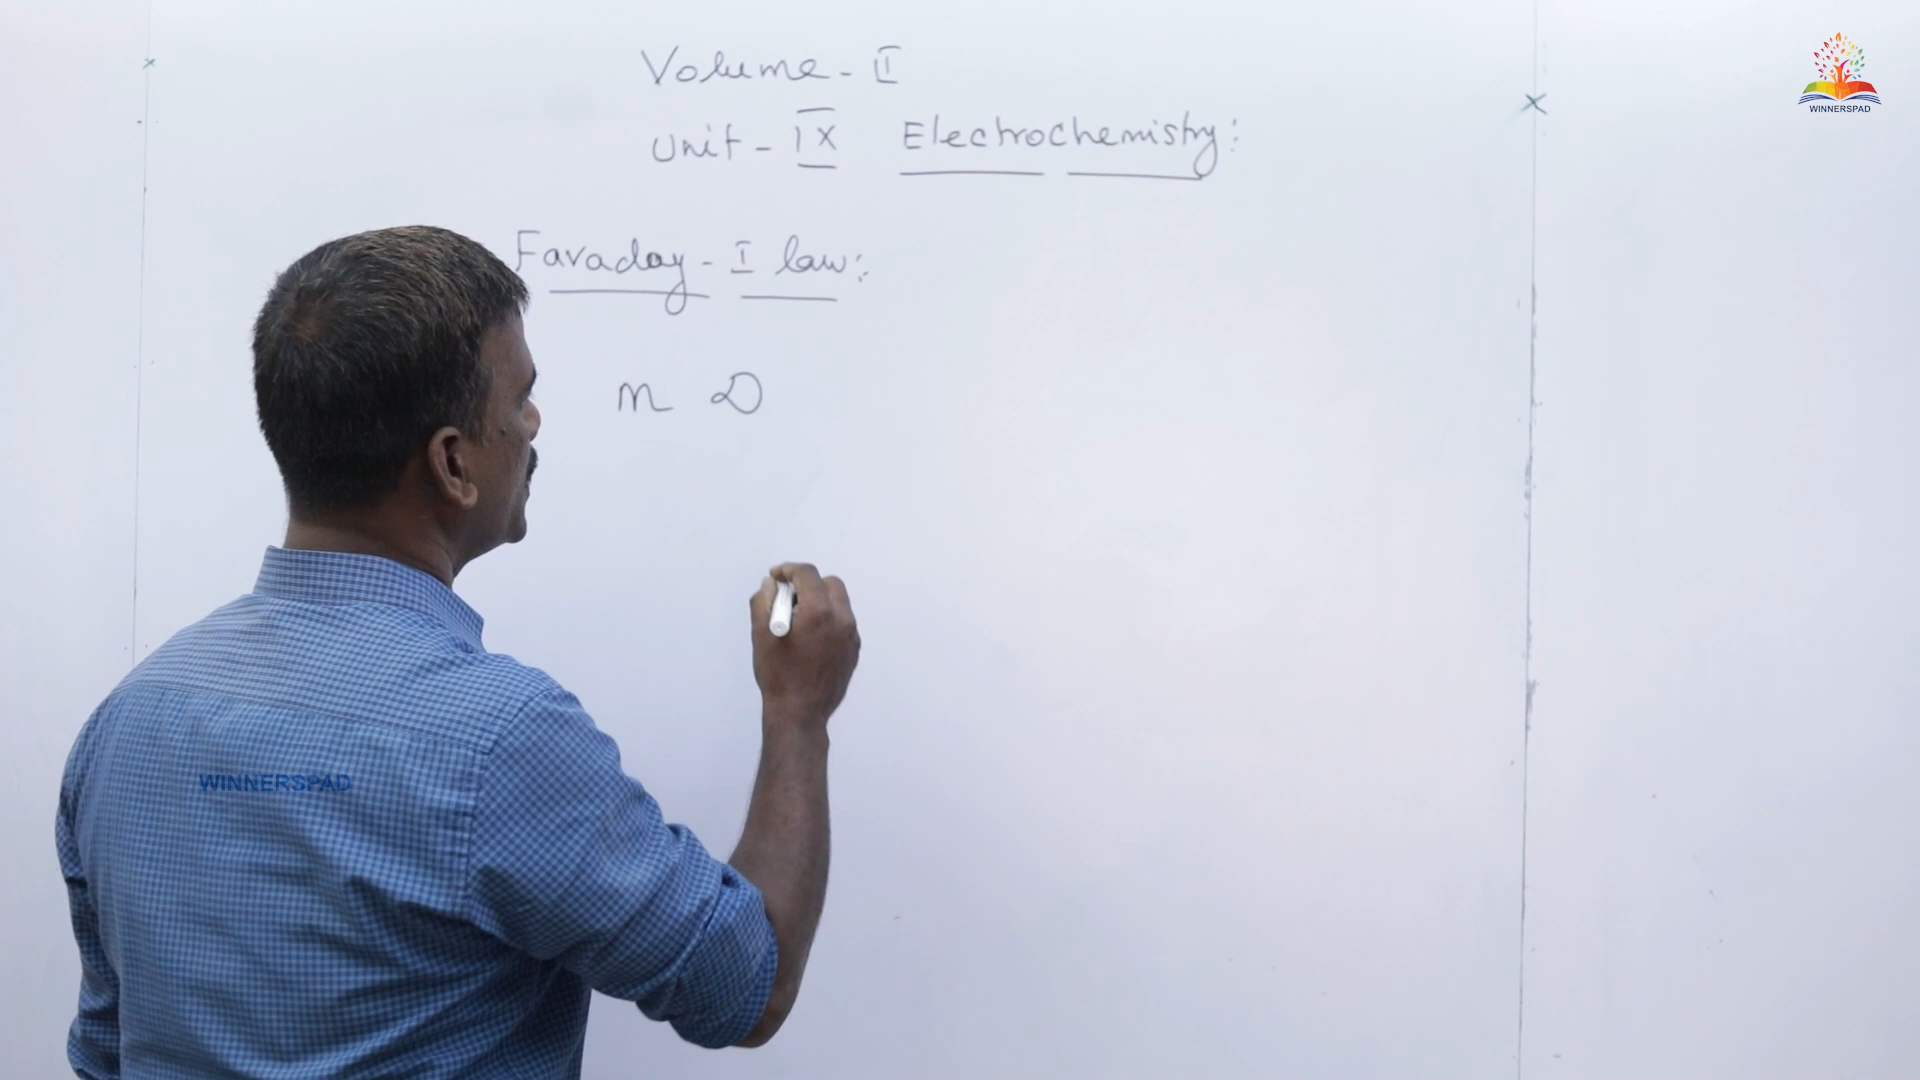 Volume - II
Unit - IX Electrochemistry:
Faraday - I law:
m ∝
WINNERSPAD
WINNERSPAD